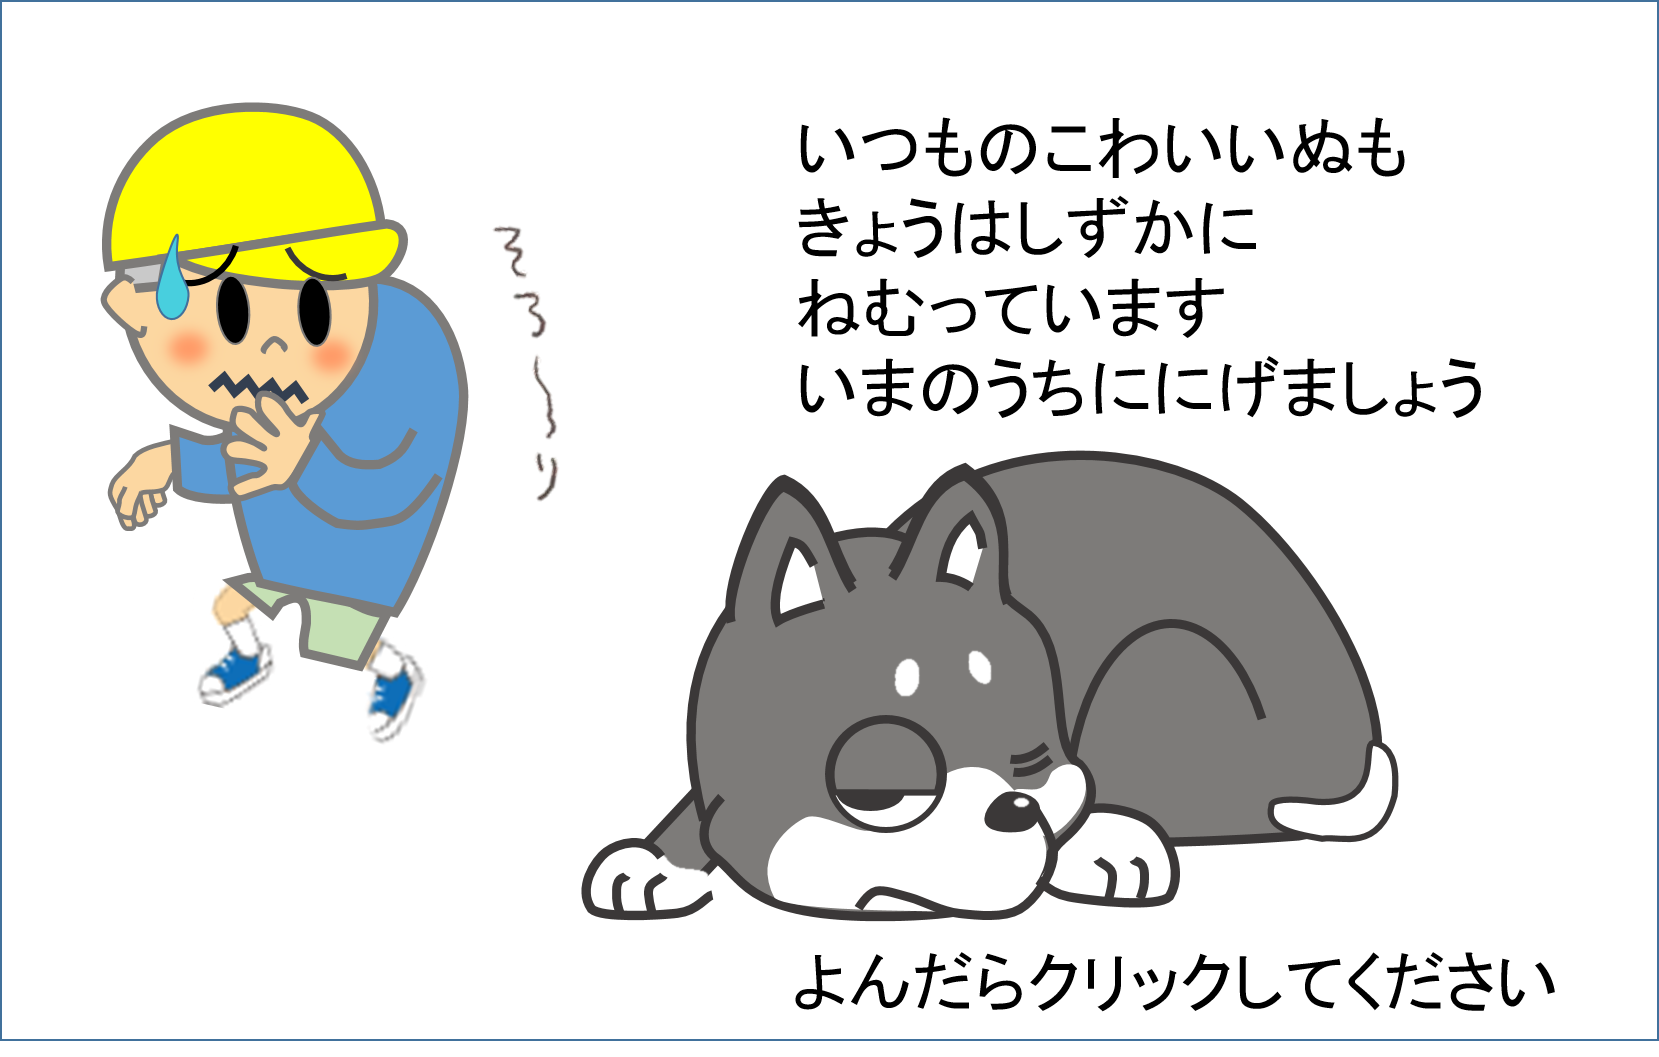 そろ～り
いつものこわいいぬも
きょうはしずかに
ねむっています
いまのうちににげましょう
よんだらクリックしてください